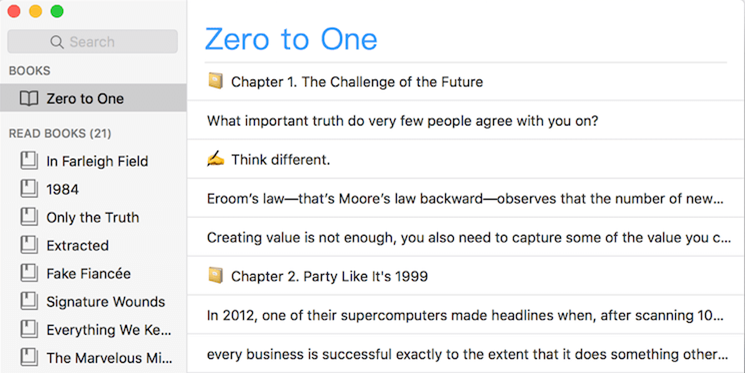 Search
BOOKS
Zero to One
READ BOOKS (21)
In Farleigh Field
1984
Only the Truth
Extracted
Fake Fiancée
Signature Wounds
Everything We Ke...
The Marvelous Mi...
Zero to One
Chapter 1. The Challenge of the Future
What important truth do very few people agree with you on?
Think different.
Eroom’s law—that’s Moore’s law backward—observes that the number of new...
Creating value is not enough, you also need to capture some of the value you c...
Chapter 2. Party Like It's 1999
In 2012, one of their supercomputers made headlines when, after scanning 10...
every business is successful exactly to the extent that it does something other...